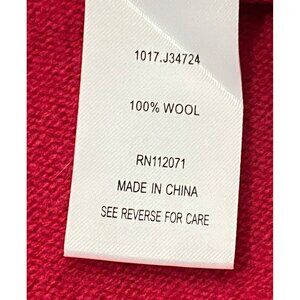 1017.J34724
100% WOOL
RN112071
MADE IN CHINA
SEE REVERSE FOR CARE